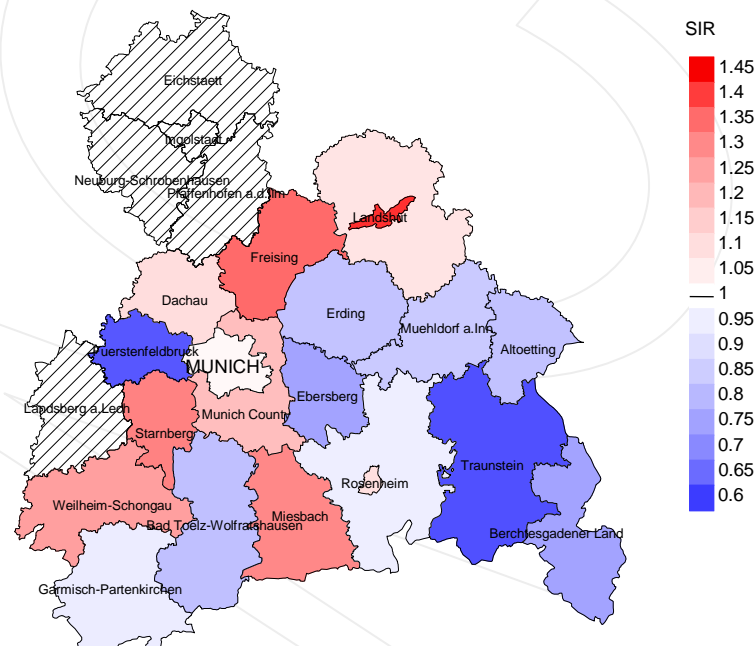 SIR
1.45
1.4
1.35
1.3
1.25
1.2
1.15
1.1
1.05
1
0.95
0.9
0.85
0.8
0.75
0.7
0.65
0.6
Eichstaett
Ingolstadt
Neuburg-Schrobenhausen
Pfaffenhofen a.d.Ilm
Landshut
Freising
Dachau
Erding
Muehldorf a.Inn
Altoetting
Fuerstenfeldbruck
MUNICH
Ebersberg
Landsberg a.Lech
Munich County
Starnberg
Traunstein
Rosenheim
Weilheim-Schongau
Miesbach
Bad Toelz-Wolfratshausen
Berchtesgadener Land
Garmisch-Partenkirchen